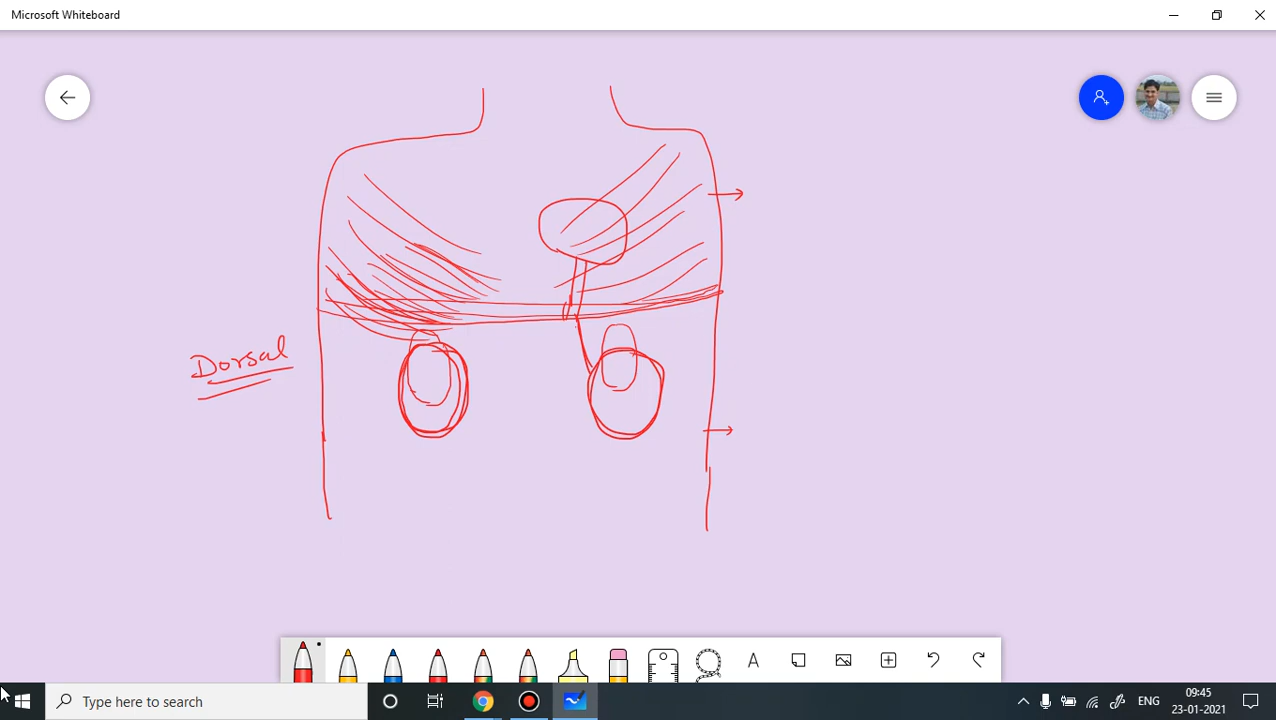 Microsoft Whiteboard
Dorsal
A
Type here to search
ENG
09:45
23-01-2021